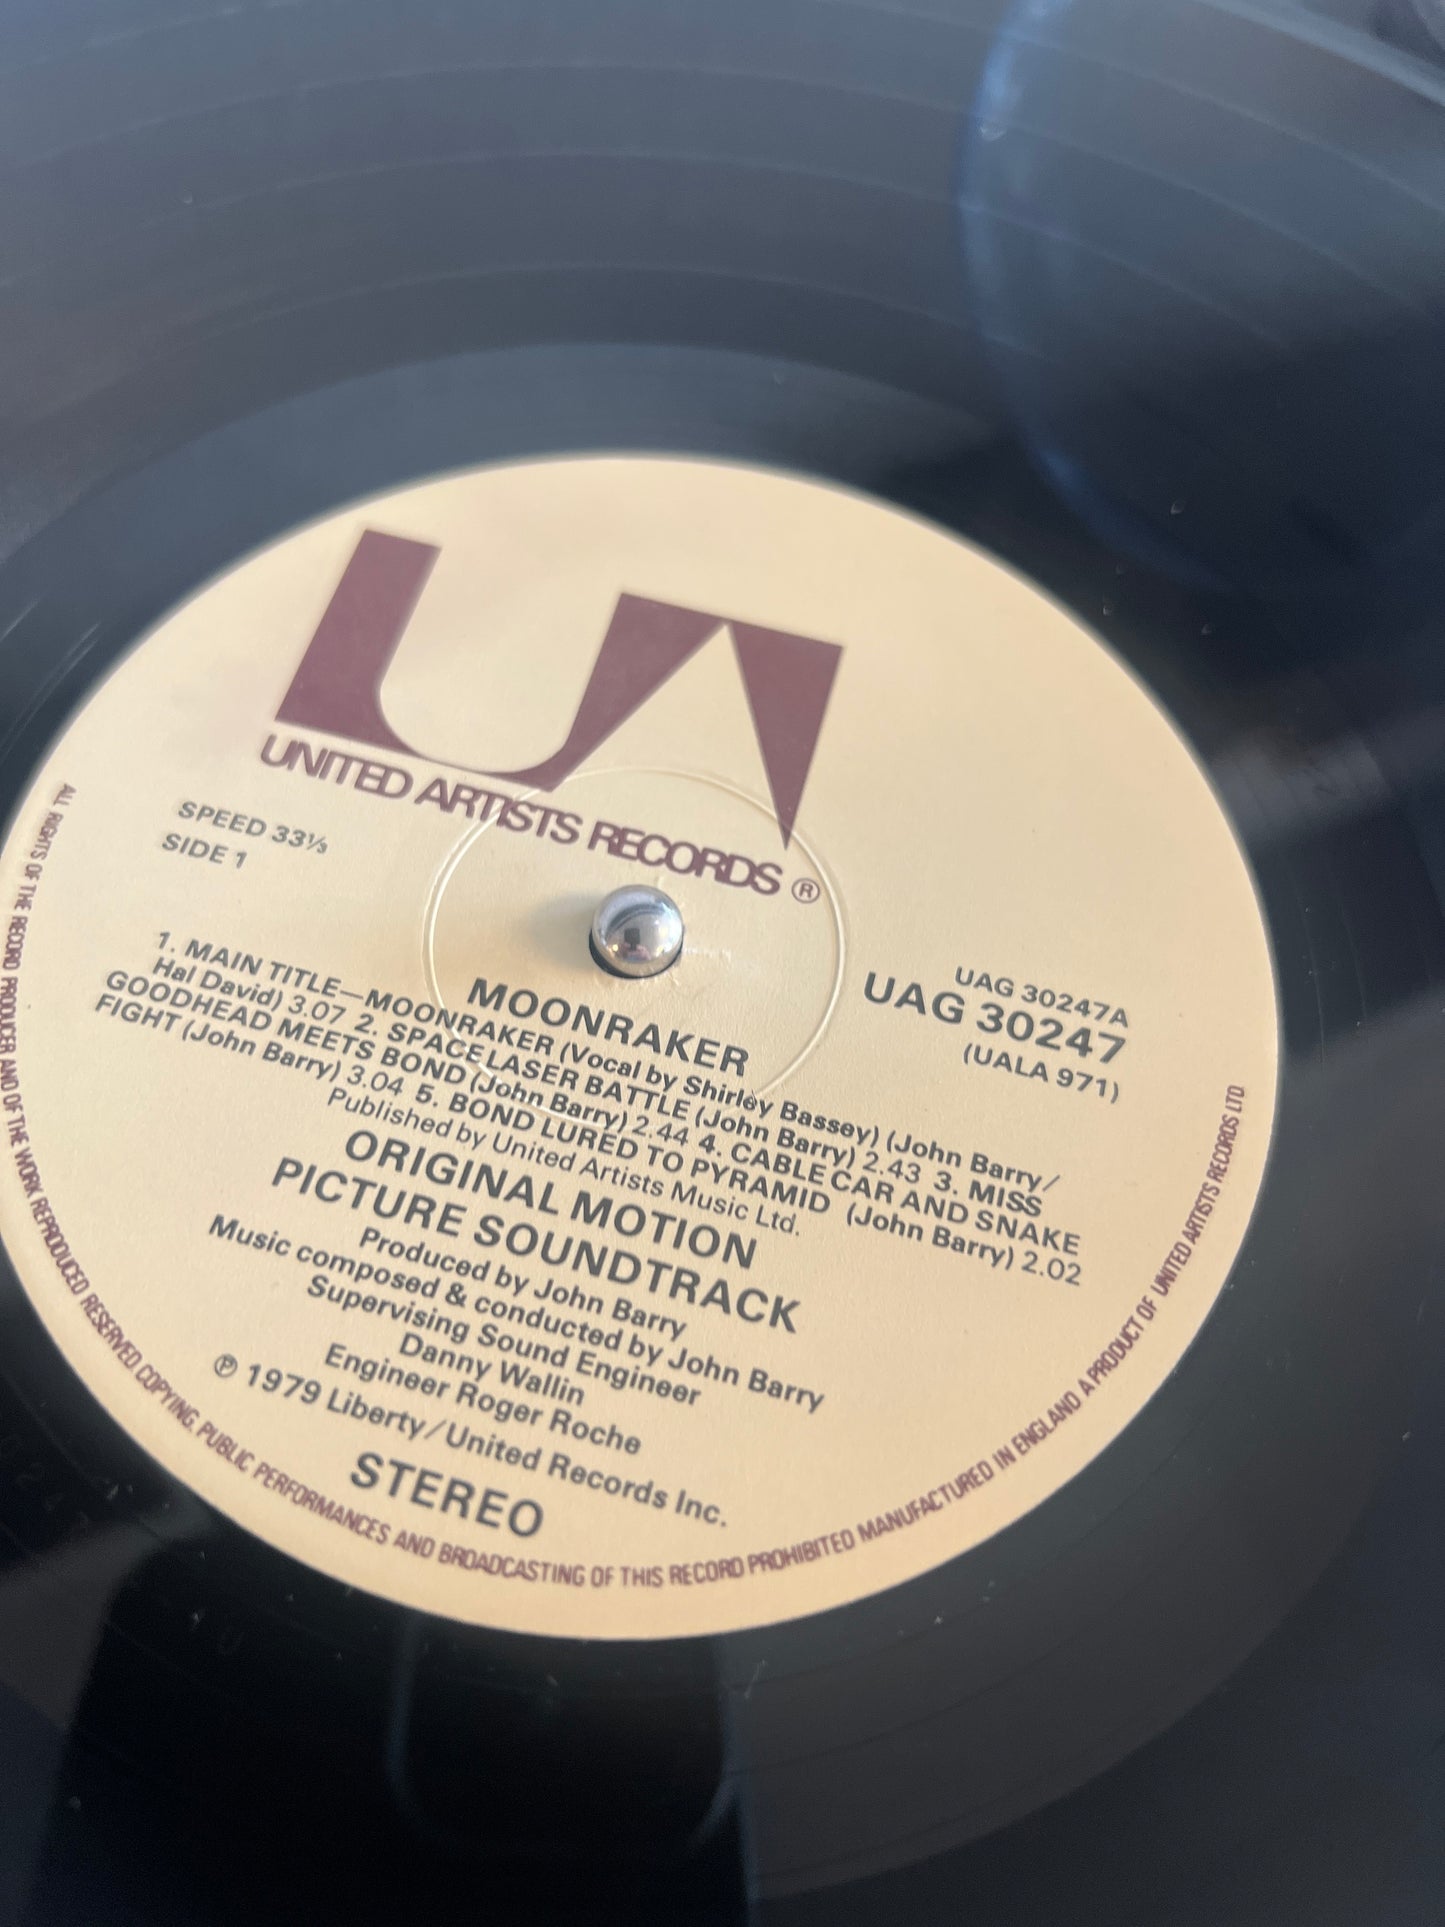 UA
UNITED ARTISTS RECORDS ®
SPEED 33⅓
SIDE 1
UAG 30247A
UAG 30247
(UALA 971)
MOONRAKER
1. MAIN TITLE—MOONRAKER (Vocal by Shirley Bassey) (John Barry/
Hal David) 3.07 2. SPACE LASER BATTLE (John Barry) 2.43 3. MISS
GOODHEAD MEETS BOND (John Barry) 2.44 4. CABLE CAR AND SNAKE
FIGHT (John Barry) 3.04 5. BOND LURED TO PYRAMID (John Barry) 2.02
Published by United Artists Music Ltd.
ORIGINAL MOTION
PICTURE SOUNDTRACK
Produced by John Barry
Music composed & conducted by John Barry
Supervising Sound Engineer
Danny Wallin
Engineer Roger Roche
℗ 1979 Liberty/United Records Inc.
STEREO
ALL RIGHTS OF THE RECORD PRODUCER AND OF THE WORK REPRODUCED RESERVED COPYING, PUBLIC PERFORMANCES AND BROADCASTING OF THIS RECORD PROHIBITED MANUFACTURED IN ENGLAND A PRODUCT OF UNITED ARTISTS RECORDS LTD